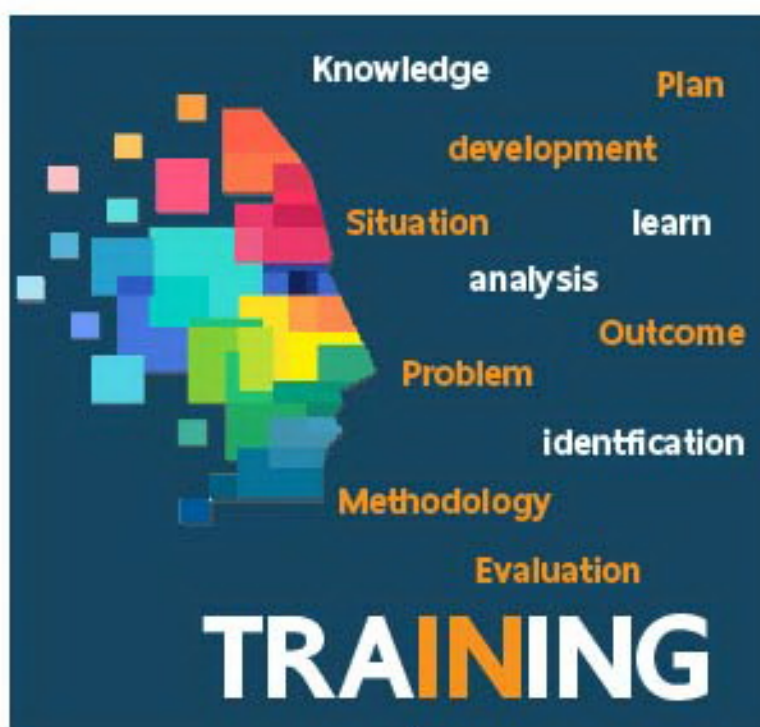 Knowledge
Plan
development
Situation
learn
analysis
Outcome
Problem
identfication
Methodology
Evaluation
TRAINING